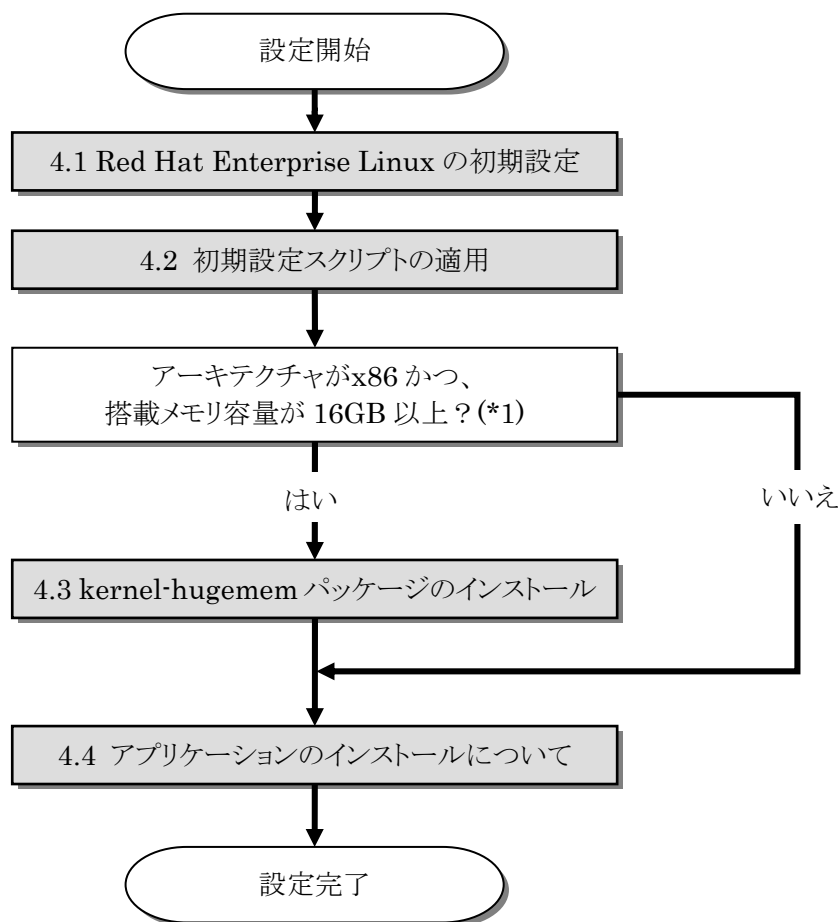 設定開始
4.1 Red Hat Enterprise Linux の初期設定
4.2 初期設定スクリプトの適用
アーキテクチャがx86 かつ、
搭載メモリ容量が 16GB 以上？(*1)
はい
いいえ
4.3 kernel-hugemem パッケージのインストール
4.4 アプリケーションのインストールについて
設定完了